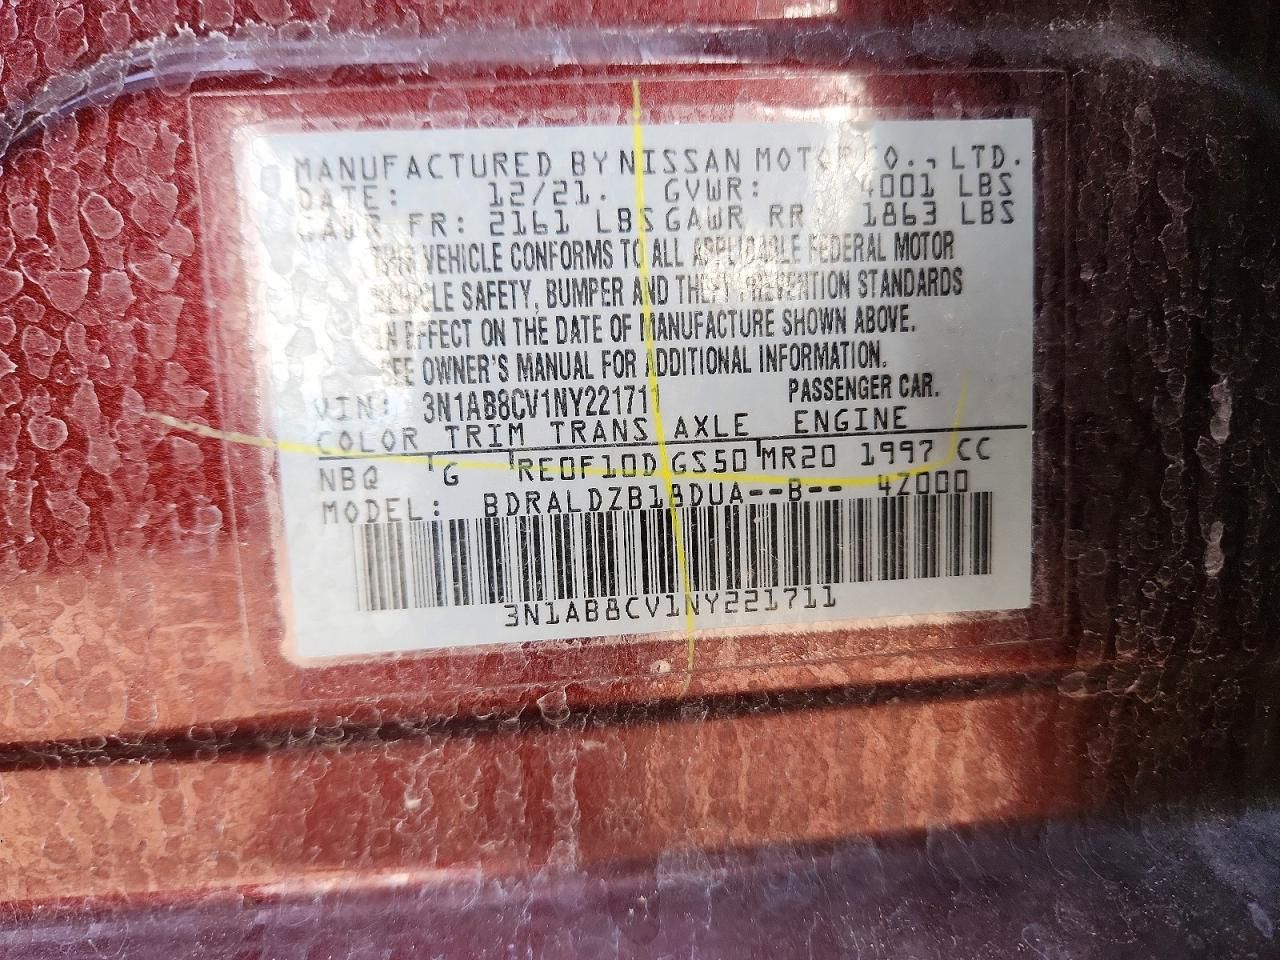 MANUFACTURED BY NISSAN MOTOR CO., LTD.
DATE: 12/21. GVWR: 4001 LBS
GAWR FR: 2161 LBS GAWR RR: 1863 LBS
THIS VEHICLE CONFORMS TO ALL APPLICABLE FEDERAL MOTOR
VEHICLE SAFETY, BUMPER AND THEFT PREVENTION STANDARDS
IN EFFECT ON THE DATE OF MANUFACTURE SHOWN ABOVE.
SEE OWNER'S MANUAL FOR ADDITIONAL INFORMATION.
VIN: 3N1AB8CV1NY221711 PASSENGER CAR.
COLOR TRIM TRANS AXLE ENGINE
NBQ G RE0F10D GS50 MR20 1997 CC
MODEL: BDRALDZB18DUA--B-- 4Z000
3N1AB8CV1NY221711